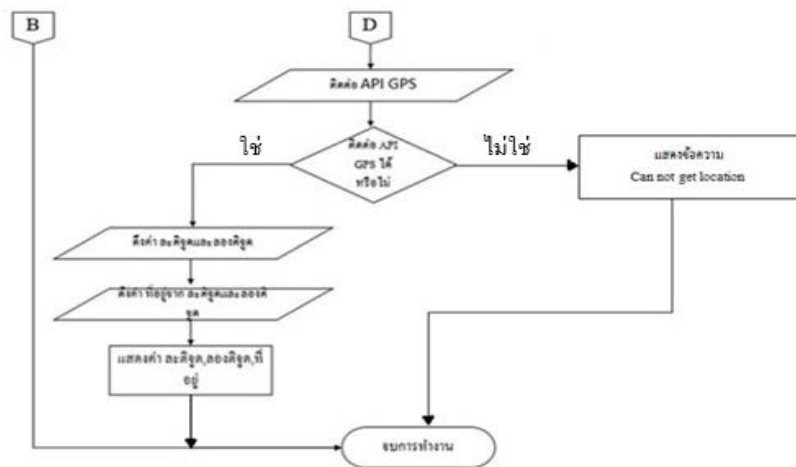 B
D
ติดต่อ API GPS
ติดต่อ API
GPS ได้
หรือไม่
ใช่
ไม่ใช่
แสดงข้อความ
Can not get location
ดึงค่า ละติจูดและลองติจูด
ดึงค่า ที่อยู่จาก ละติจูดและลองติ
จูด
แสดงค่า ละติจูด,ลองติจูด,ที่
อยู่
จบการทำงาน